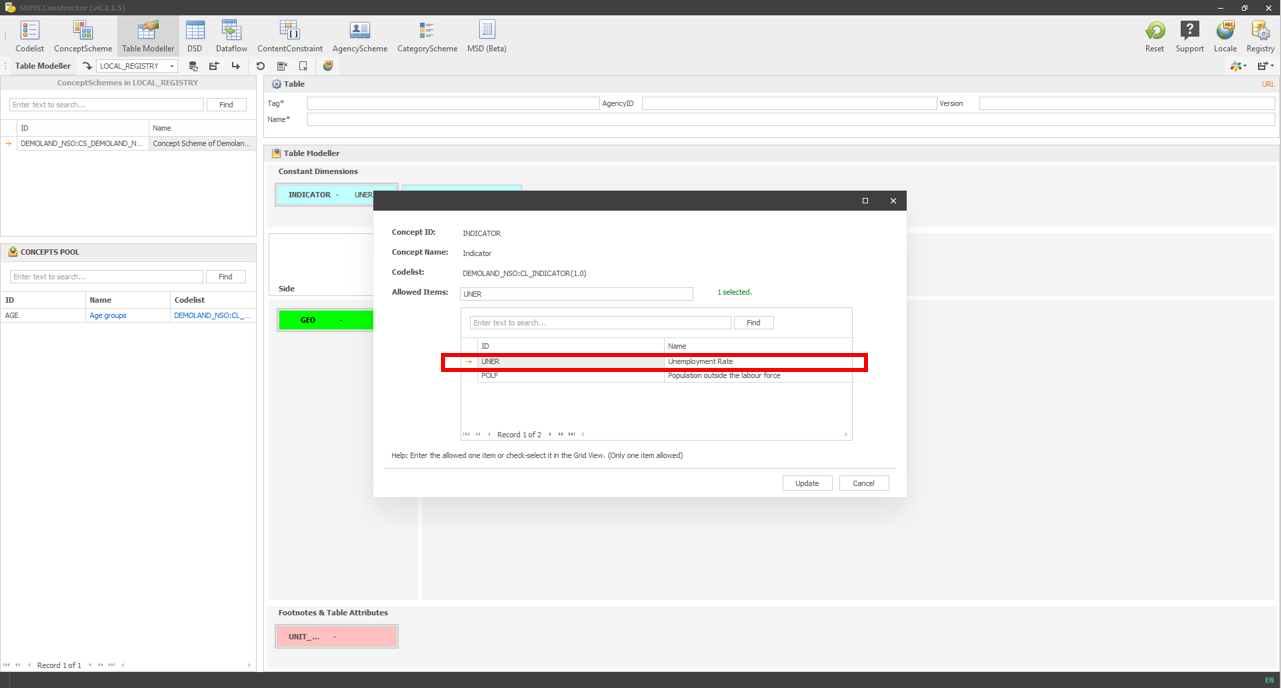 SDMX.Constructor (v6.2.1.5)
Codelist ConceptScheme Table Modeller DSD Dataflow ContentConstraint AgencyScheme CategoryScheme MSD (Beta) Reset Support Locale Registry
Table Modeller LOCAL_REGISTRY
ConceptSchemes in LOCAL_REGISTRY
Enter text to search... Find
ID Name
DEMOLAND_NSO:CS_DEMOLAND_N... Concept Scheme of Demolan...
CONCEPTS POOL
Enter text to search... Find
ID Name Codelist
AGE Age groups DEMOLAND_NSO:CL_...
Record 1 of 1
Table URL
Tag* AgencyID Version
Name*
Table Modeller
Constant Dimensions
INDICATOR - UNER
Side
GEO -
Footnotes & Table Attributes
UNIT_... -
Concept ID: INDICATOR
Concept Name: Indicator
Codelist: DEMOLAND_NSO:CL_INDICATOR(1.0)
Allowed Items: UNER 1 selected.
Enter text to search... Find
ID Name
UNER Unemployment Rate
POLF Population outside the labour force
Record 1 of 2
Help: Enter the allowed one item or check-select it in the Grid View. (Only one item allowed)
Update Cancel
EN